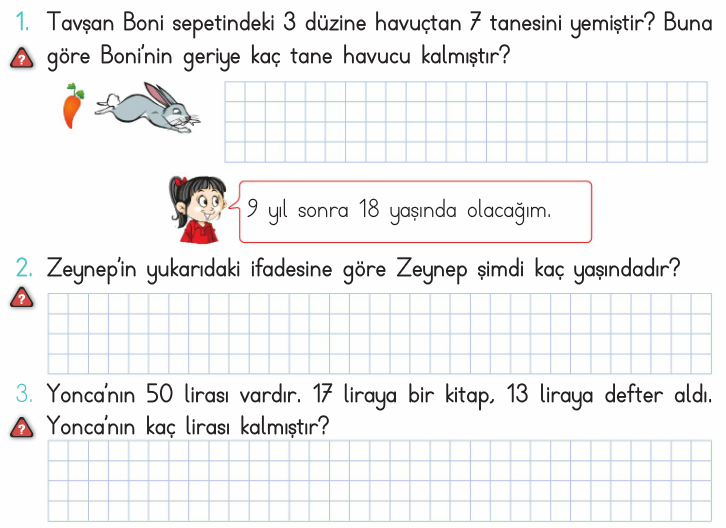 1. Tavşan Boni sepetindeki 3 düzine havuçtan 7 tanesini yemiştir? Buna
? göre Boni'nin geriye kaç tane havucu kalmıştır?
9 yıl sonra 18 yaşında olacağım.
2. Zeynep'in yukarıdaki ifadesine göre Zeynep şimdi kaç yaşındadır?
?
3. Yonca'nın 50 lirası vardır. 17 liraya bir kitap, 13 liraya defter aldı.
? Yonca'nın kaç lirası kalmıştır?